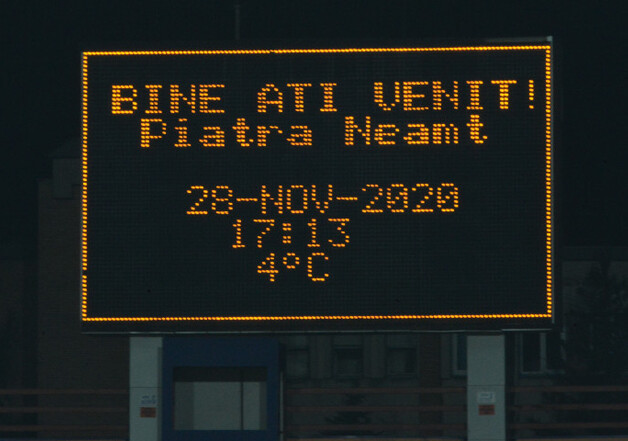 BINE ATI VENIT!
Piatra Neamt
28-NOV-2020
17:13
4°C